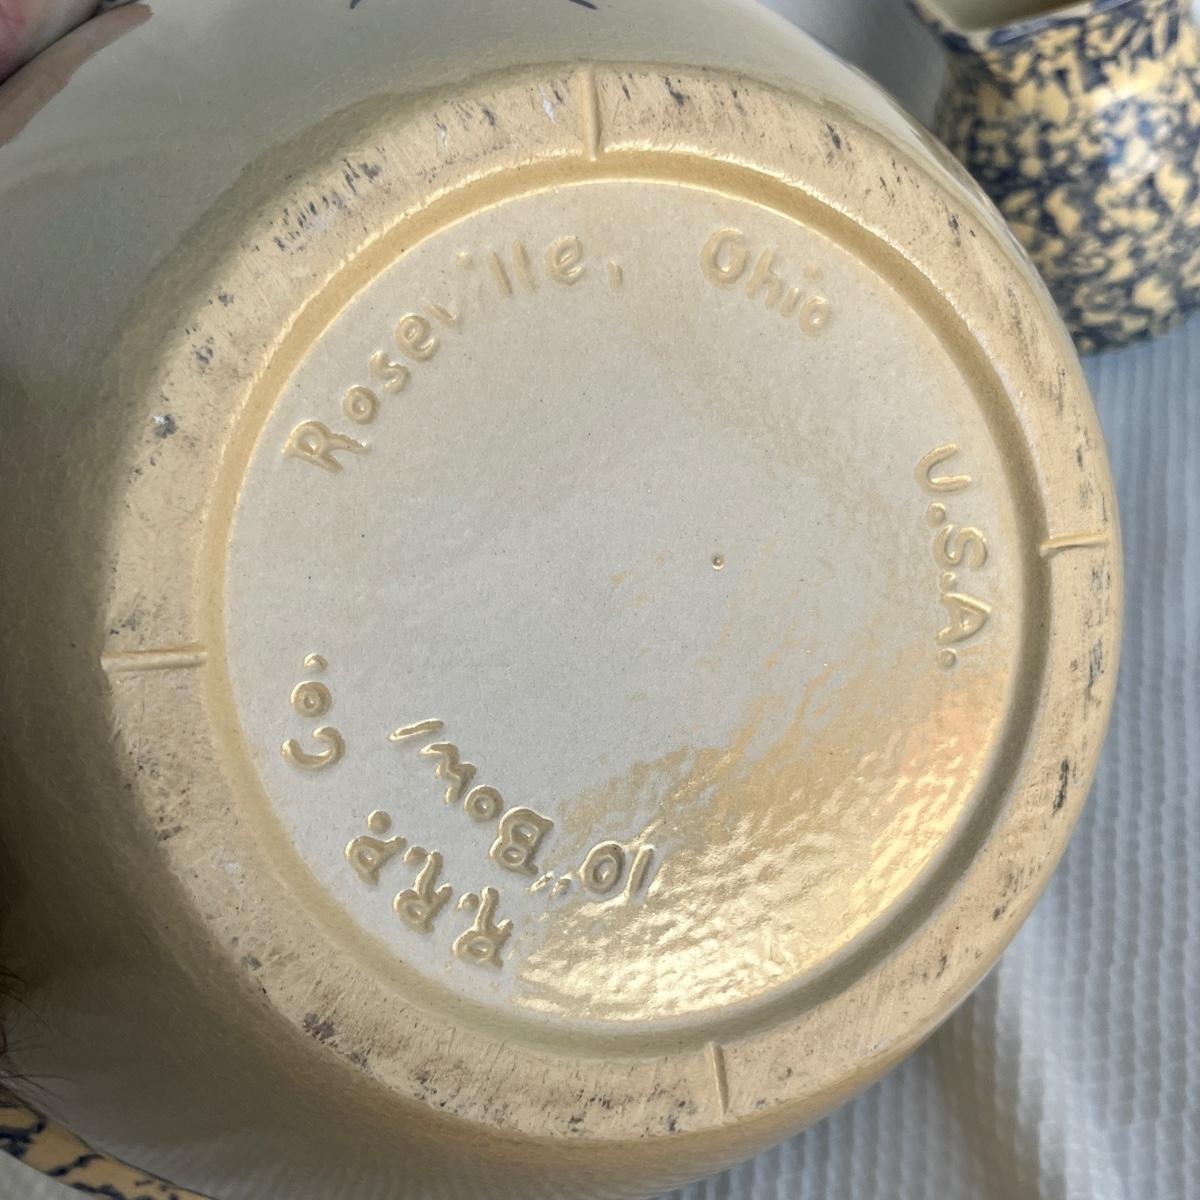 R.R.P. Co.
Roseville, Ohio
U.S.A.
10" Bowl